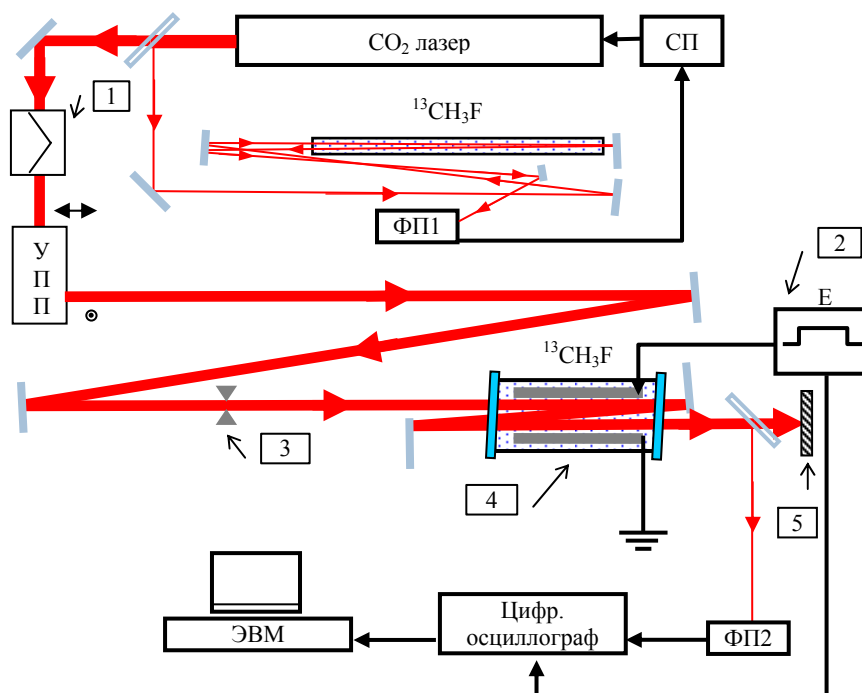 CO₂ лазер
СП
1
¹³CH₃F
ФП1
У
П
П
2
E
¹³CH₃F
3
4
5
Цифр.
осциллограф
ЭВМ
ФП2